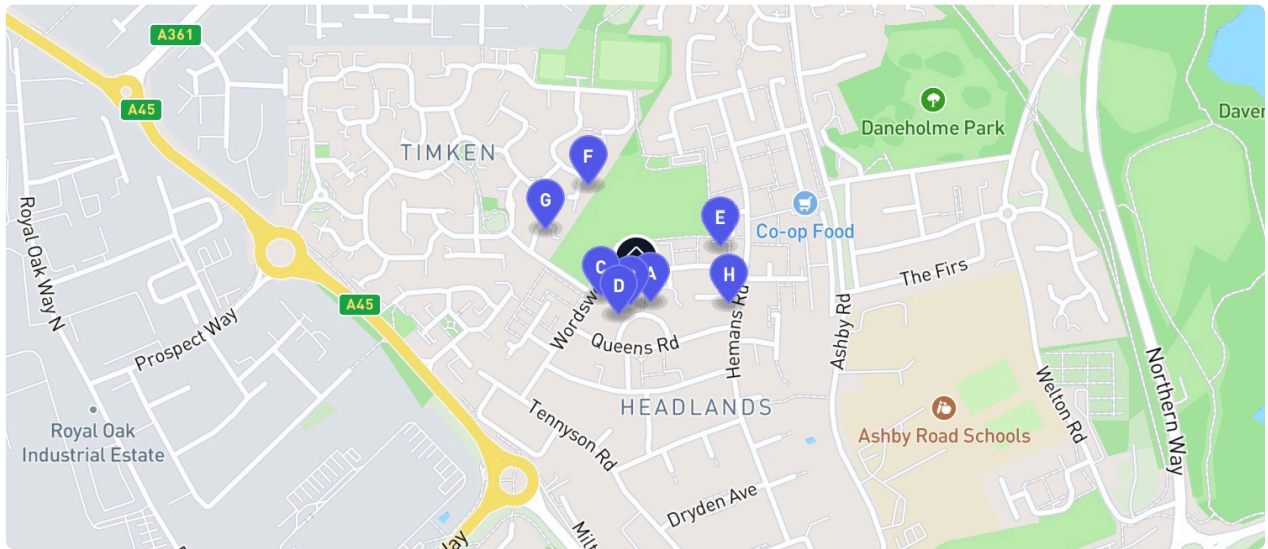 A361
A45
Daver
Daneholme Park
TIMKEN
F
G
E
Co-op Food
Royal Oak Way N
C
A
H
D
The Firs
A45
Prospect Way
Queens Rd
Hemans Rd
Ashby Rd
Northern Way
Welton Rd
HEADLANDS
Tennyson Rd
Royal Oak
Industrial Estate
Ashby Road Schools
Dryden Ave